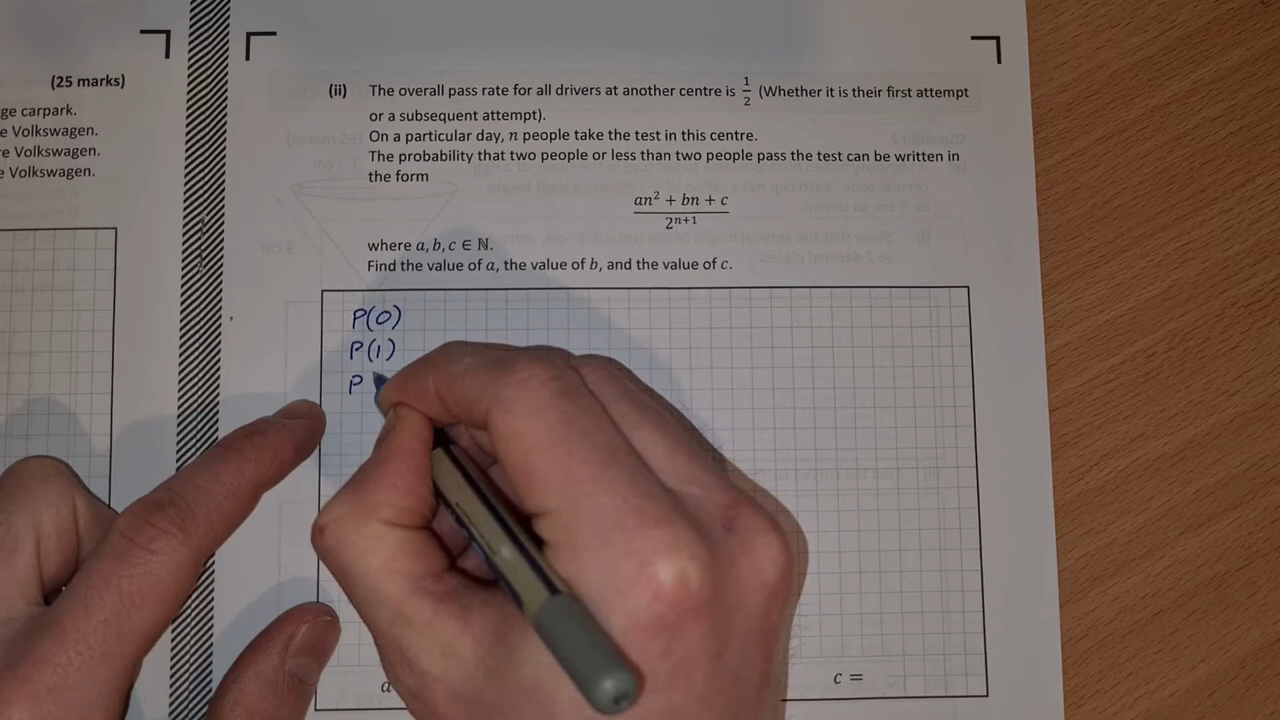 (25 marks)
ge carpark.
e Volkswagen.
re Volkswagen.
e Volkswagen.
(ii) The overall pass rate for all drivers at another centre is 1/2 (Whether it is their first attempt
or a subsequent attempt).
On a particular day, n people take the test in this centre.
The probability that two people or less than two people pass the test can be written in
the form
an² + bn + c
2ⁿ⁺¹
where a, b, c ∈ ℕ.
Find the value of a, the value of b, and the value of c.
P(0)
P(1)
P
a
c =